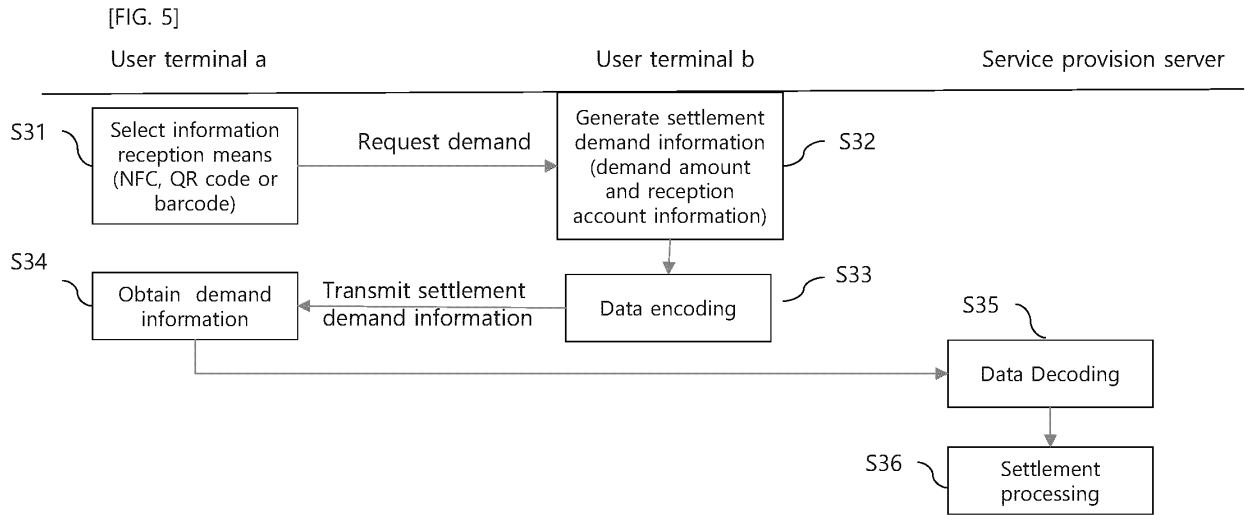 [FIG. 5]
User terminal a
User terminal b
Service provision server
S31
Select information
reception means
(NFC, QR code or
barcode)
Request demand
Generate settlement
demand information
(demand amount
and reception
account information)
S32
S34
Obtain demand
information
Transmit settlement
demand information
Data encoding
S33
S35
Data Decoding
S36
Settlement
processing